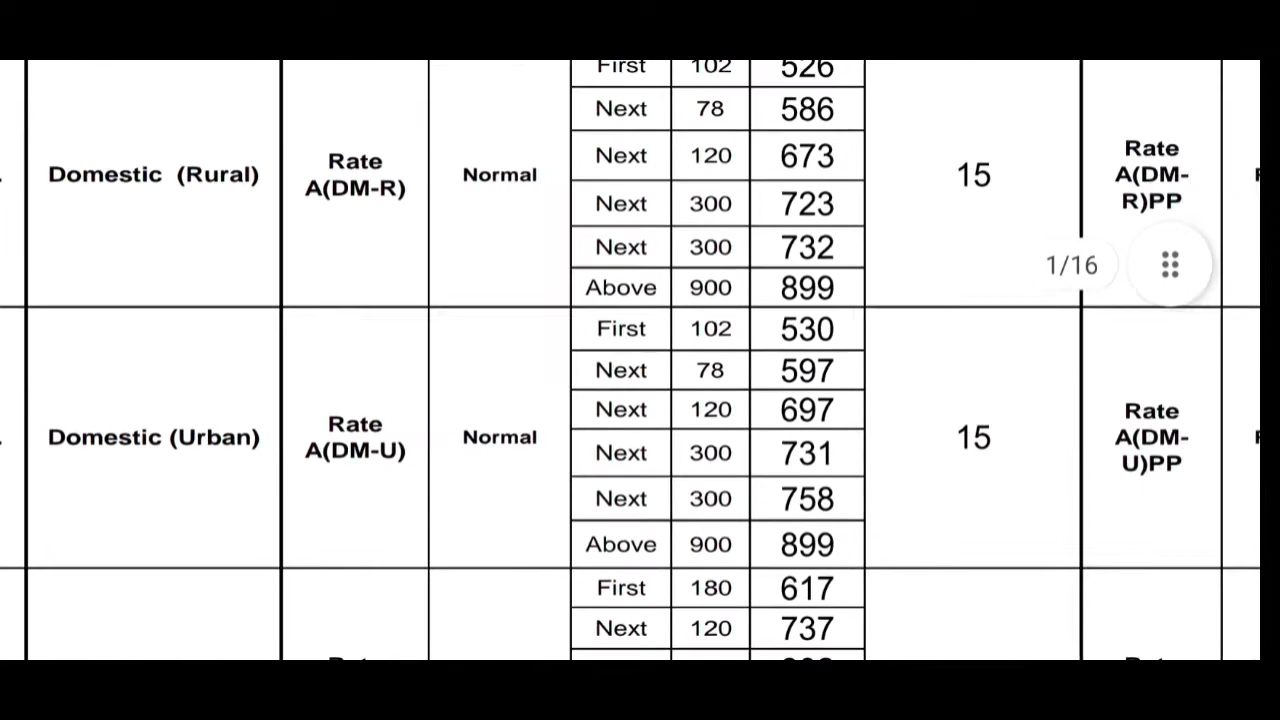 First 102 526
Next 78 586
Next 120 673
Next 300 723
Next 300 732
Above 900 899
. Domestic (Rural) Rate A(DM-R) Normal 15 Rate A(DM-R)PP
1/16
First 102 530
Next 78 597
Next 120 697
Next 300 731
Next 300 758
Above 900 899
. Domestic (Urban) Rate A(DM-U) Normal 15 Rate A(DM-U)PP
First 180 617
Next 120 737